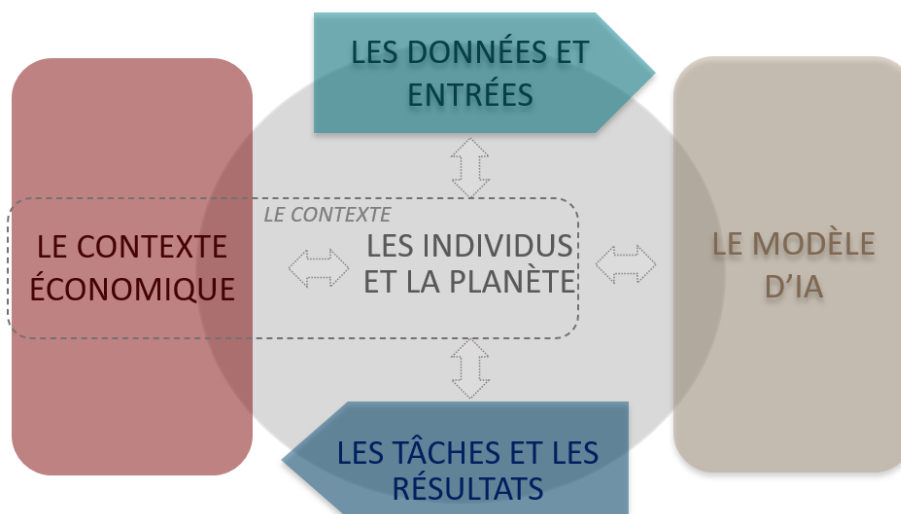 LES DONNÉES ET
ENTRÉES
LE CONTEXTE
LE CONTEXTE
ÉCONOMIQUE
LES INDIVIDUS
ET LA PLANÈTE
LE MODÈLE
D'IA
LES TÂCHES ET LES
RÉSULTATS